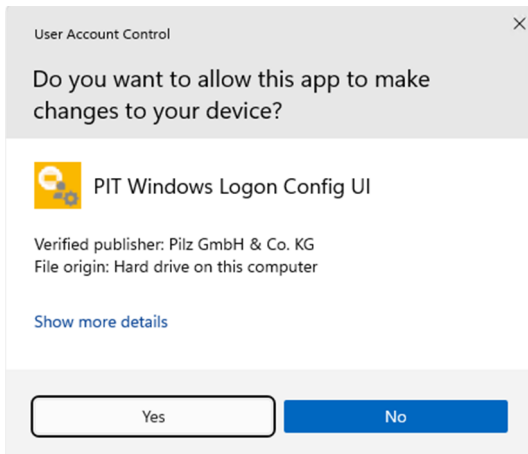 User Account Control
Do you want to allow this app to make
changes to your device?
PIT Windows Logon Config UI
Verified publisher: Pilz GmbH & Co. KG
File origin: Hard drive on this computer
Show more details
Yes
No